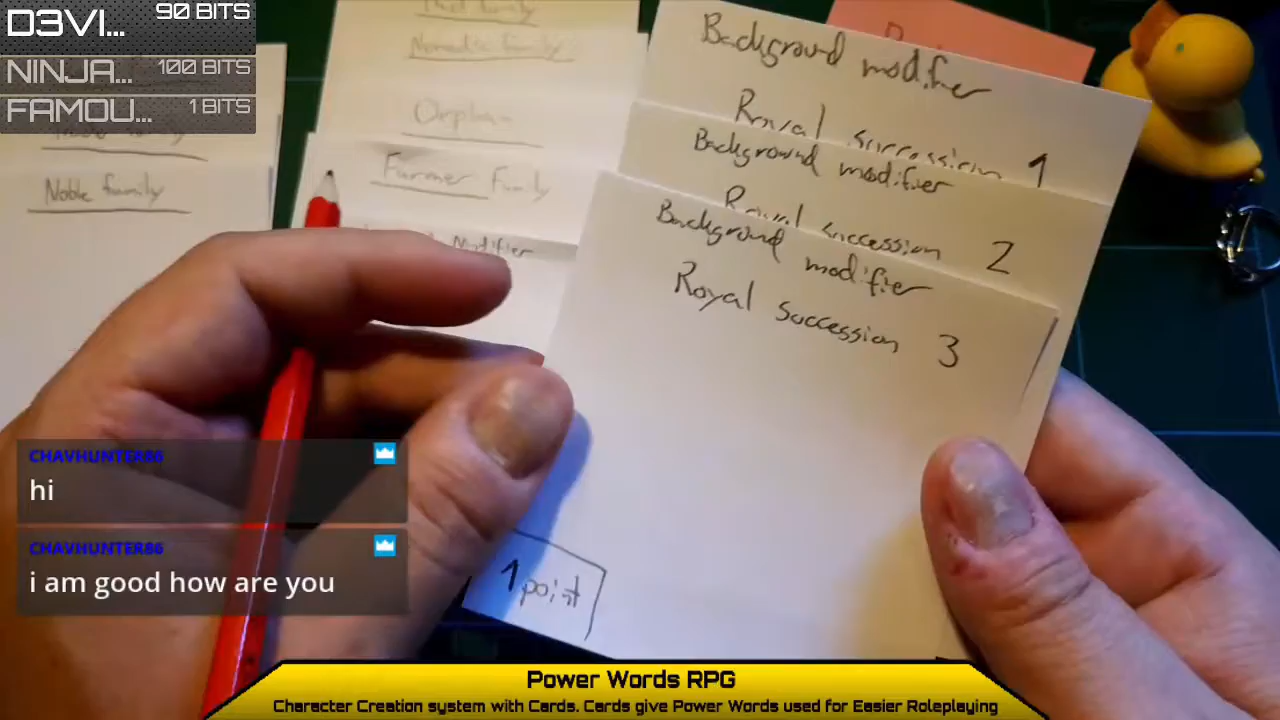 D3VI... 90 BITS
NINJA... 100 BITS
FAMOU... 1 BITS
Noble family
Nomadic family
Orphan
Farmer Family
Modifier
Background modifier
Royal succession 1
Background modifier
Royal succession 2
Background modifier
Royal succession 3
1 point
CHAVHUNTER86
hi
CHAVHUNTER86
i am good how are you
Power Words RPG
Character Creation system with Cards. Cards give Power Words used for Easier Roleplaying